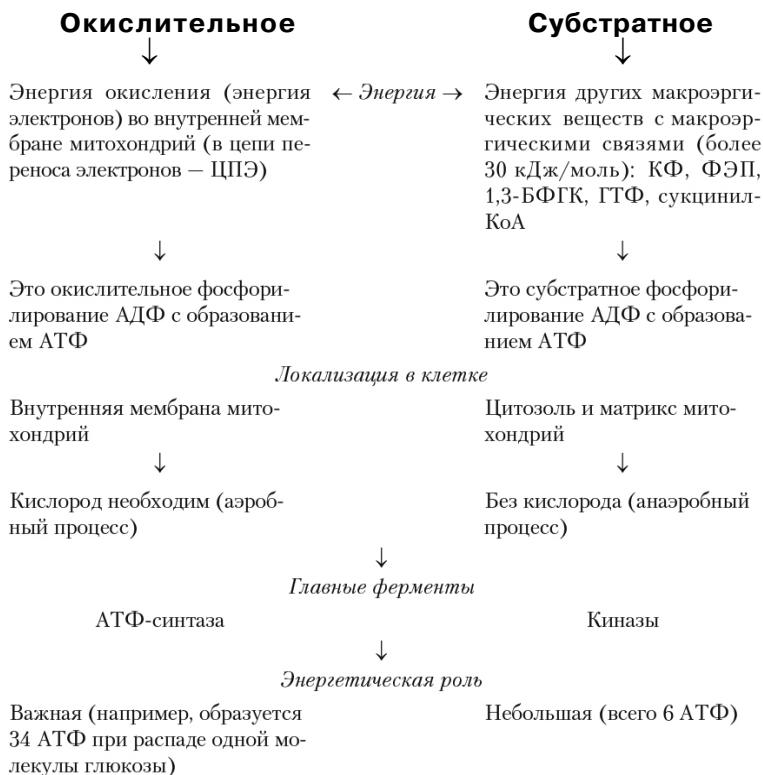 Окислительное
Субстратное
↓
↓
Энергия окисления (энергия
электронов) во внутренней мем-
бране митохондрий (в цепи пе-
реноса электронов — ЦПЭ)
← Энергия →
Энергия других макроэрги-
ческих веществ с макроэр-
гическими связями (более
30 кДж/моль): КФ, ФЭП,
1,3-БФГК, ГТФ, сукцинил-
КоА
↓
↓
Это окислительное фосфори-
лирование АДФ с образовани-
ем АТФ
Это субстратное фосфори-
лирование АДФ с образова-
нием АТФ
Локализация в клетке
Внутренняя мембрана мито-
хондрий
Цитозоль и матрикс мито-
хондрий
↓
↓
Кислород необходим (аэроб-
ный процесс)
Без кислорода (анаэробный
процесс)
↓
Главные ферменты
АТФ-синтаза
Киназы
↓
Энергетическая роль
Важная (например, образуется
34 АТФ при распаде одной мо-
лекулы глюкозы)
Небольшая (всего 6 АТФ)